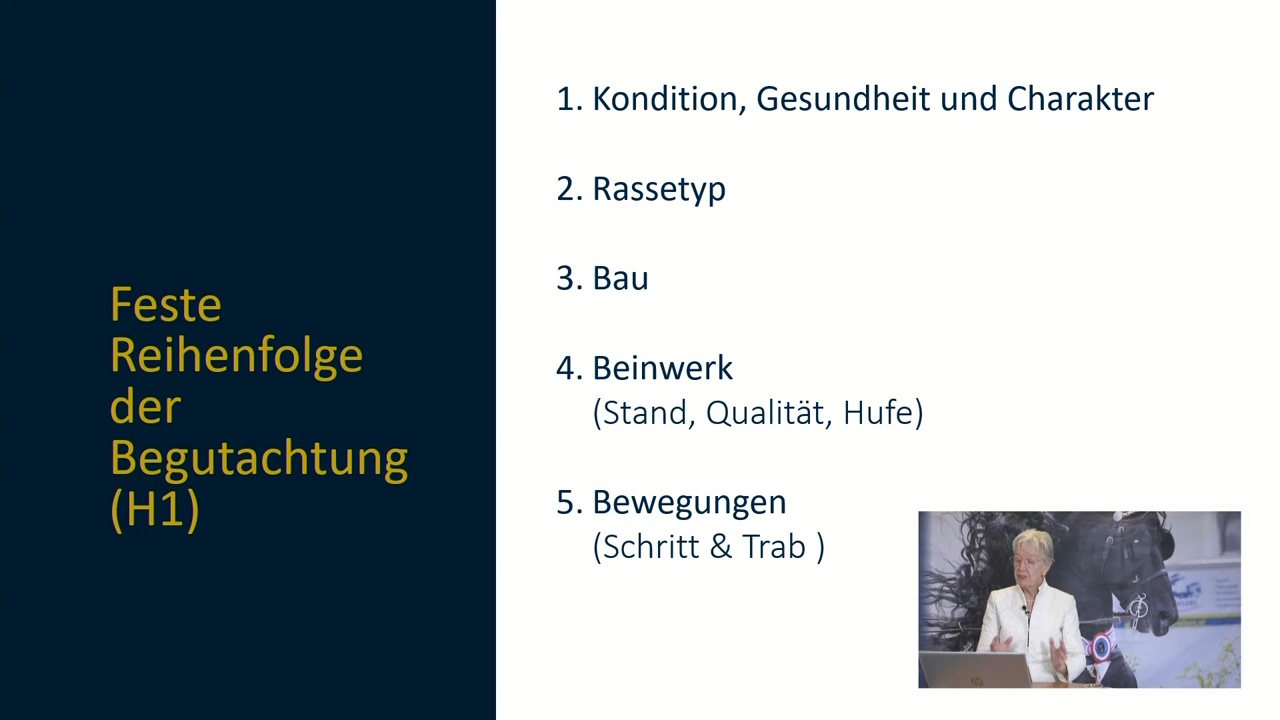 Feste
Reihenfolge
der
Begutachtung
(H1)
1. Kondition, Gesundheit und Charakter
2. Rassetyp
3. Bau
4. Beinwerk
(Stand, Qualität, Hufe)
5. Bewegungen
(Schritt & Trab )